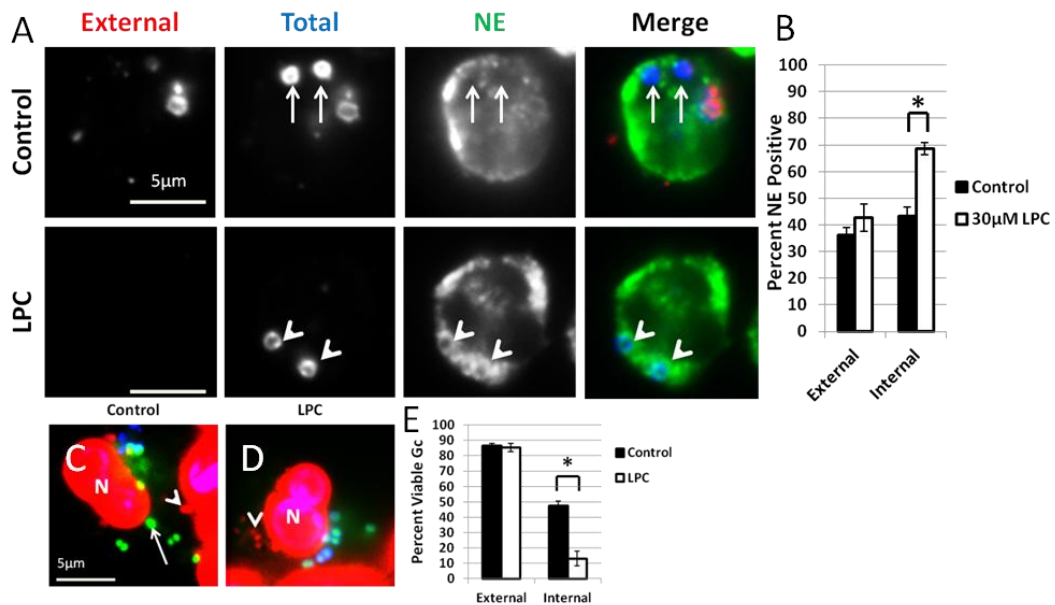 A
External
Total
NE
Merge
Control
5µm
LPC
B
Percent NE Positive
100
90
80
70
60
50
40
30
20
10
0
*
Control
30µM LPC
External
Internal
Control
C
N
5µm
LPC
D
N
E
Percent Viable Gc
100
90
80
70
60
50
40
30
20
10
0
*
Control
LPC
External
Internal